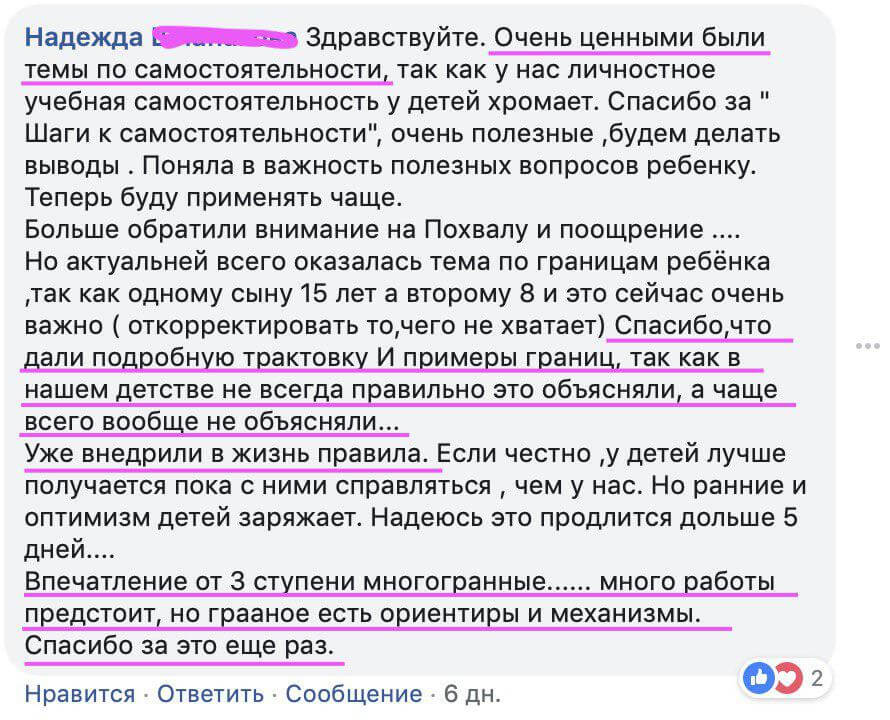 Надежда Здравствуйте. Очень ценными были
темы по самостоятельности, так как у нас личностное
учебная самостоятельность у детей хромает. Спасибо за "
Шаги к самостоятельности", очень полезные ,будем делать
выводы . Поняла в важность полезных вопросов ребенку.
Теперь буду применять чаще.
Больше обратили внимание на Похвалу и поощрение ....
Но актуальней всего оказалась тема по границам ребёнка
,так как одному сыну 15 лет а второму 8 и это сейчас очень
важно ( откорректировать то,чего не хватает) Спасибо,что
дали подробную трактовку И примеры границ, так как в
нашем детстве не всегда правильно это объясняли, а чаще
всего вообще не объясняли...
Уже внедрили в жизнь правила. Если честно ,у детей лучше
получается пока с ними справляться , чем у нас. Но ранние и
оптимизм детей заряжает. Надеюсь это продлится дольше 5
дней....
Впечатление от 3 ступени многогранные...... много работы
предстоит, но грааное есть ориентиры и механизмы.
Спасибо за это еще раз.
2
Нравится · Ответить · Сообщение · 6 дн.